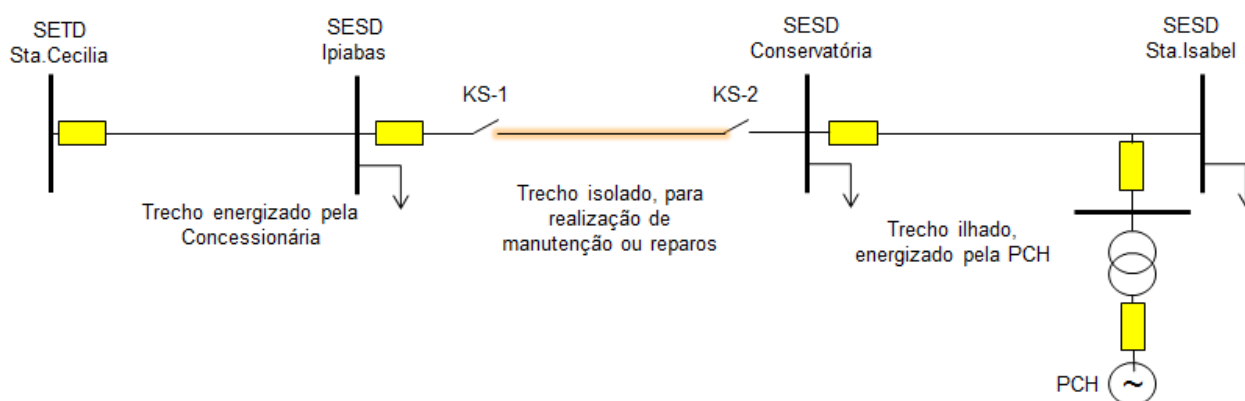 SETD
Sta.Cecilia
SESD
Ipiabas
KS-1
KS-2
SESD
Conservatória
SESD
Sta.Isabel
Trecho energizado pela
Concessionária
Trecho isolado, para
realização de
manutenção ou reparos
Trecho ilhado,
energizado pela PCH
PCH
~